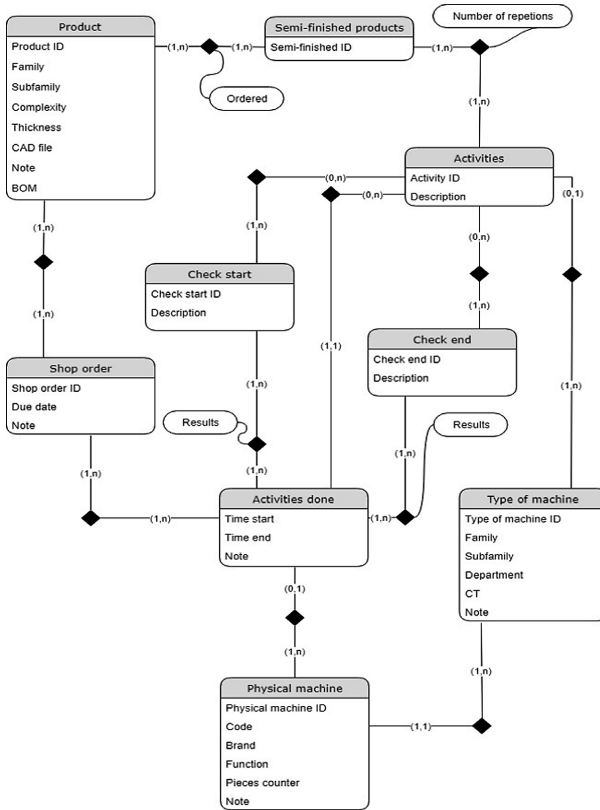 Product
Product ID
Family
Subfamily
Complexity
Thickness
CAD file
Note
BOM
(1,n)
(1,n)
Semi-finished products
Semi-finished ID
(1,n)
Number of repetions
Ordered
(1,n)
Activities
Activity ID
Description
(0,n)
(0,n)
(0,1)
(1,n)
(1,n)
(0,n)
Check start
Check start ID
Description
(1,n)
(1,n)
(1,1)
Check end
Check end ID
Description
Shop order
Shop order ID
Due date
Note
(1,n)
(1,n)
Results
Results
(1,n)
(1,n)
(1,n)
(1,n)
Activities done
Time start
Time end
Note
(1,n)
Type of machine
Type of machine ID
Family
Subfamily
Department
CT
Note
(0,1)
(1,n)
(1,n)
Physical machine
Physical machine ID
Code
Brand
Function
Pieces counter
Note
(1,1)